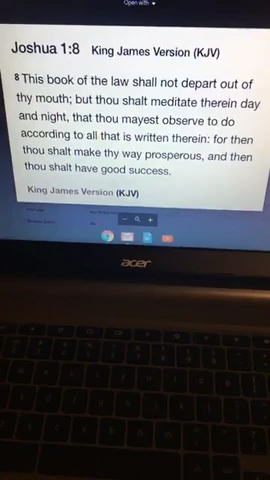 Open with
Joshua 1:8 King James Version (KJV)
8 This book of the law shall not depart out of
thy mouth; but thou shalt meditate therein day
and night, that thou mayest observe to do
according to all that is written therein: for then
thou shalt make thy way prosperous, and then
thou shalt have good success.
King James Version (KJV)
acer